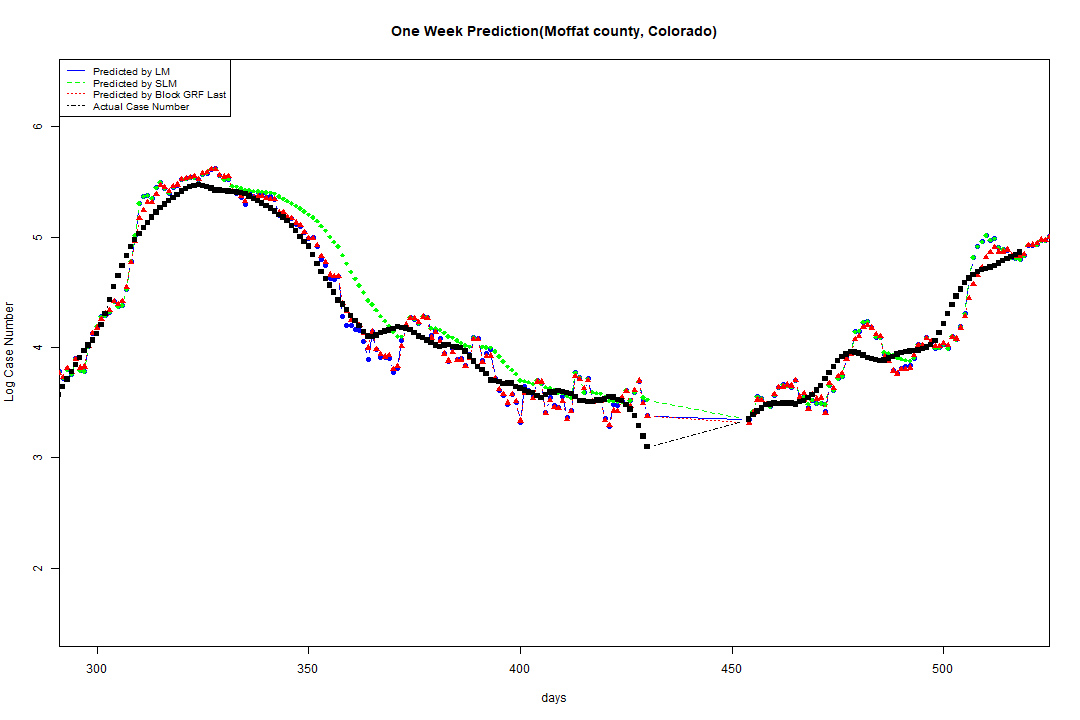 One Week Prediction(Moffat county, Colorado)
Predicted by LM
Predicted by SLM
Predicted by Block GRF Last
Actual Case Number
6
5
4
3
2
Log Case Number
300 350 400 450 500
days